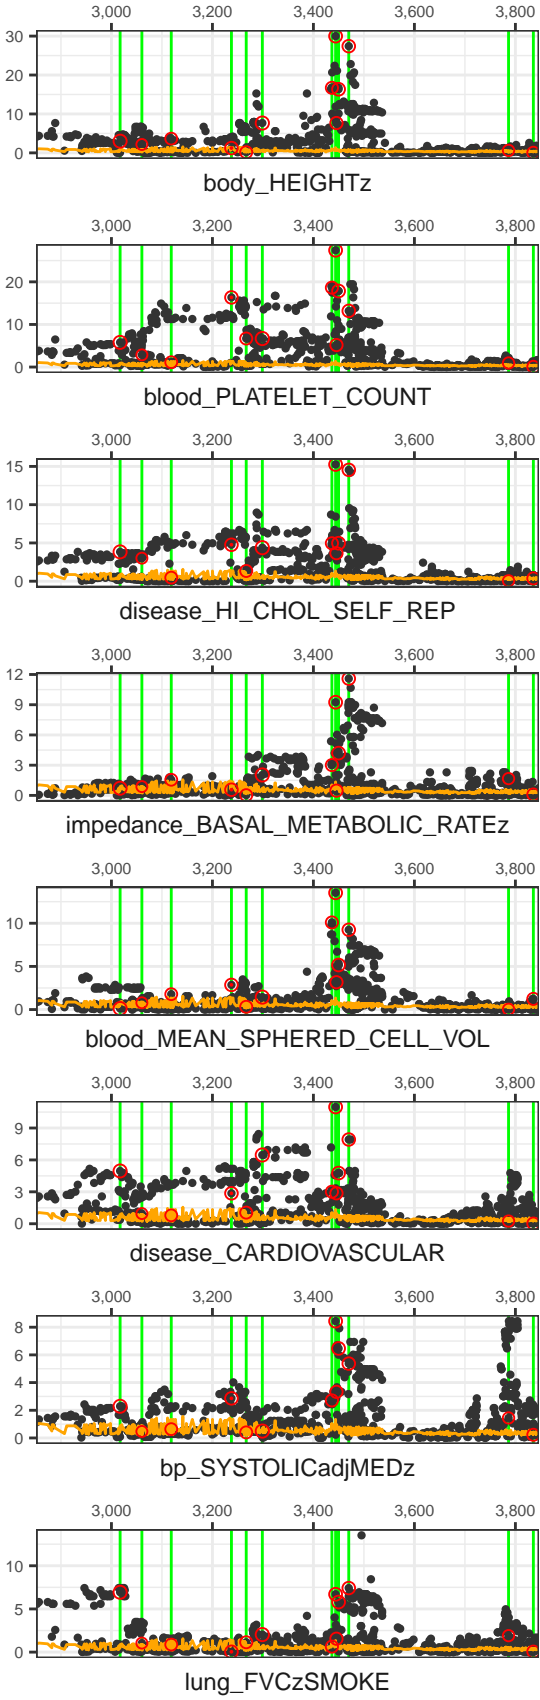 3,000 3,200 3,400 3,600 3,800
30
20
10
0
body_HEIGHTz
3,000 3,200 3,400 3,600 3,800
20
10
0
blood_PLATELET_COUNT
3,000 3,200 3,400 3,600 3,800
15
10
5
0
disease_HI_CHOL_SELF_REP
3,000 3,200 3,400 3,600 3,800
12
9
6
3
0
impedance_BASAL_METABOLIC_RATEz
3,000 3,200 3,400 3,600 3,800
10
5
0
blood_MEAN_SPHERED_CELL_VOL
3,000 3,200 3,400 3,600 3,800
9
6
3
0
disease_CARDIOVASCULAR
3,000 3,200 3,400 3,600 3,800
8
6
4
2
0
bp_SYSTOLICadjMEDz
3,000 3,200 3,400 3,600 3,800
10
5
0
lung_FVCzSMOKE